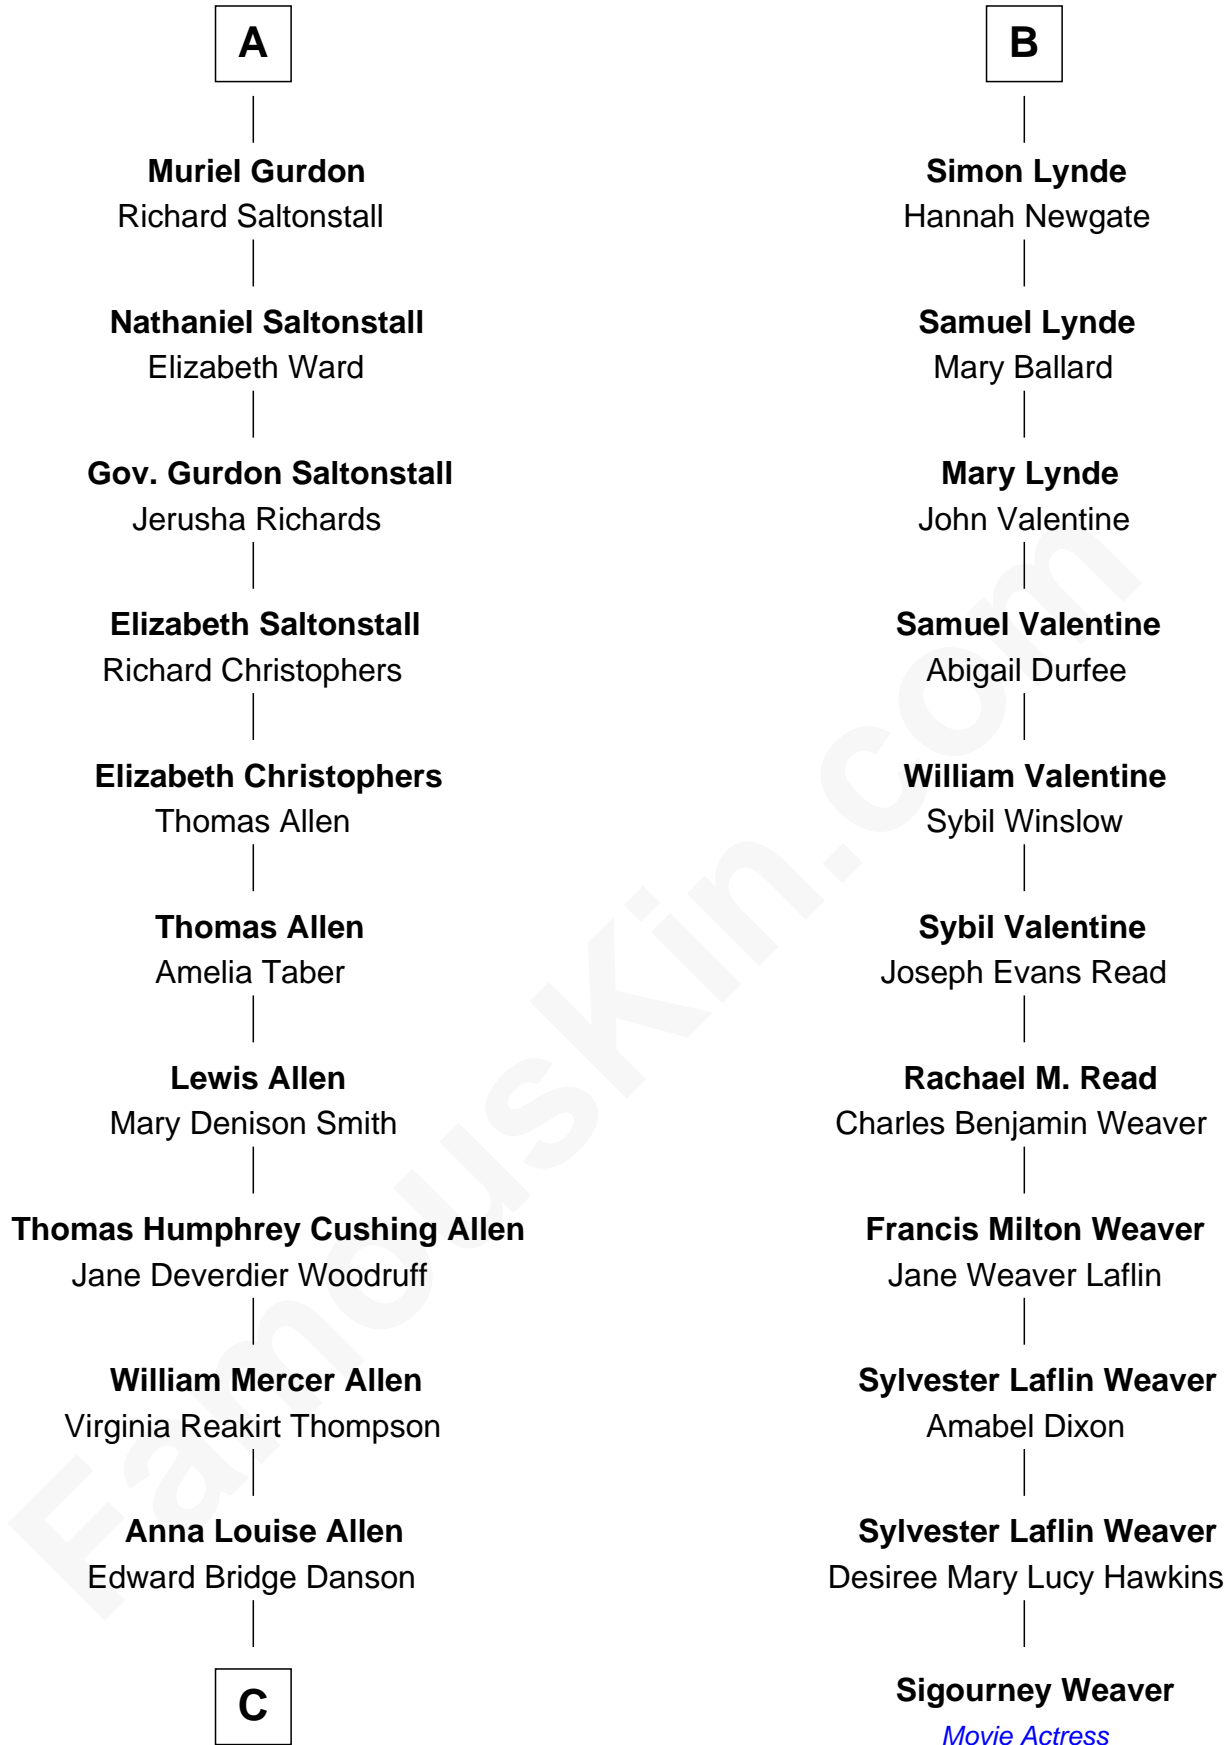 A
Muriel Gurdon
Richard Saltonstall
Nathaniel Saltonstall
Elizabeth Ward
Gov. Gurdon Saltonstall
Jerusha Richards
Elizabeth Saltonstall
Richard Christophers
Elizabeth Christophers
Thomas Allen
Thomas Allen
Amelia Taber
Lewis Allen
Mary Denison Smith
Thomas Humphrey Cushing Allen
Jane Deverdier Woodruff
William Mercer Allen
Virginia Reakirt Thompson
Anna Louise Allen
Edward Bridge Danson
C
B
Simon Lynde
Hannah Newgate
Samuel Lynde
Mary Ballard
Mary Lynde
John Valentine
Samuel Valentine
Abigail Durfee
William Valentine
Sybil Winslow
Sybil Valentine
Joseph Evans Read
Rachael M. Read
Charles Benjamin Weaver
Francis Milton Weaver
Jane Weaver Laflin
Sylvester Laflin Weaver
Amabel Dixon
Sylvester Laflin Weaver
Desiree Mary Lucy Hawkins
Sigourney Weaver
Movie Actress
FamousKin.com